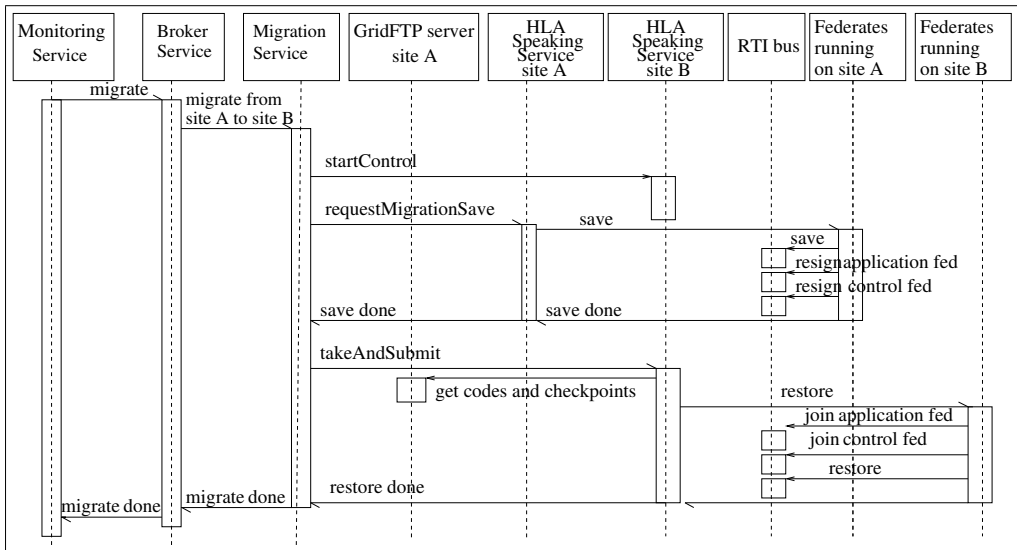 Monitoring
Service
Broker
Service
Migration
Service
GridFTP server
site A
HLA
Speaking
Service
site A
HLA
Speaking
Service
site B
RTI bus
Federates
running
on site A
Federates
running
on site B
migrate
migrate from
site A to site B
startControl
requestMigrationSave
save
save
resign application fed
resign control fed
save done
save done
takeAndSubmit
get codes and checkpoints
restore
join application fed
join control fed
restore
restore done
migrate done
migrate done